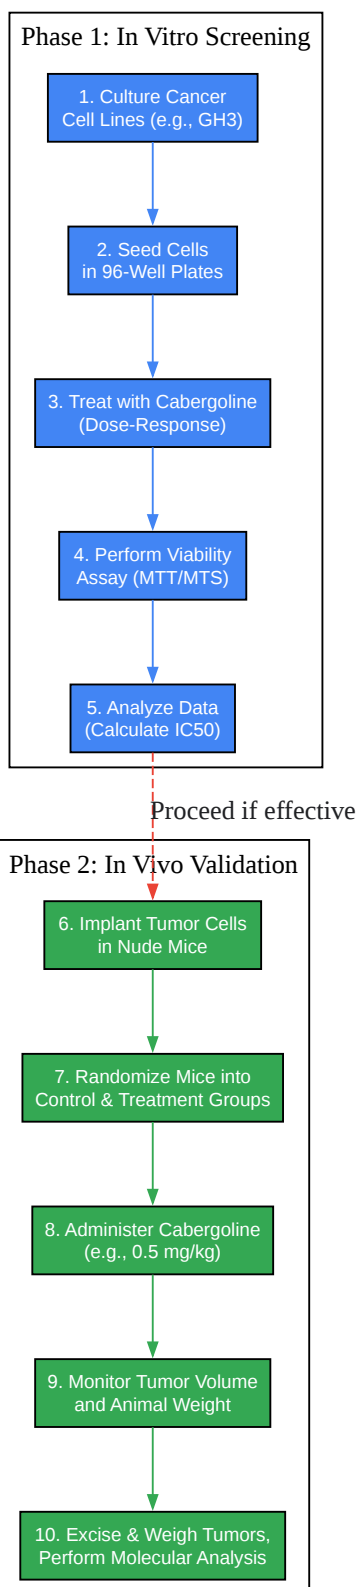 Phase 1: In Vitro Screening
1. Culture Cancer
Cell Lines (e.g., GH3)
2. Seed Cells
in 96-Well Plates
3. Treat with Cabergoline
(Dose-Response)
4. Perform Viability
Assay (MTT/MTS)
5. Analyze Data
(Calculate IC50)
Proceed if effective
Phase 2: In Vivo Validation
6. Implant Tumor Cells
in Nude Mice
7. Randomize Mice into
Control & Treatment Groups
8. Administer Cabergoline
(e.g., 0.5 mg/kg)
9. Monitor Tumor Volume
and Animal Weight
10. Excise & Weigh Tumors,
Perform Molecular Analysis